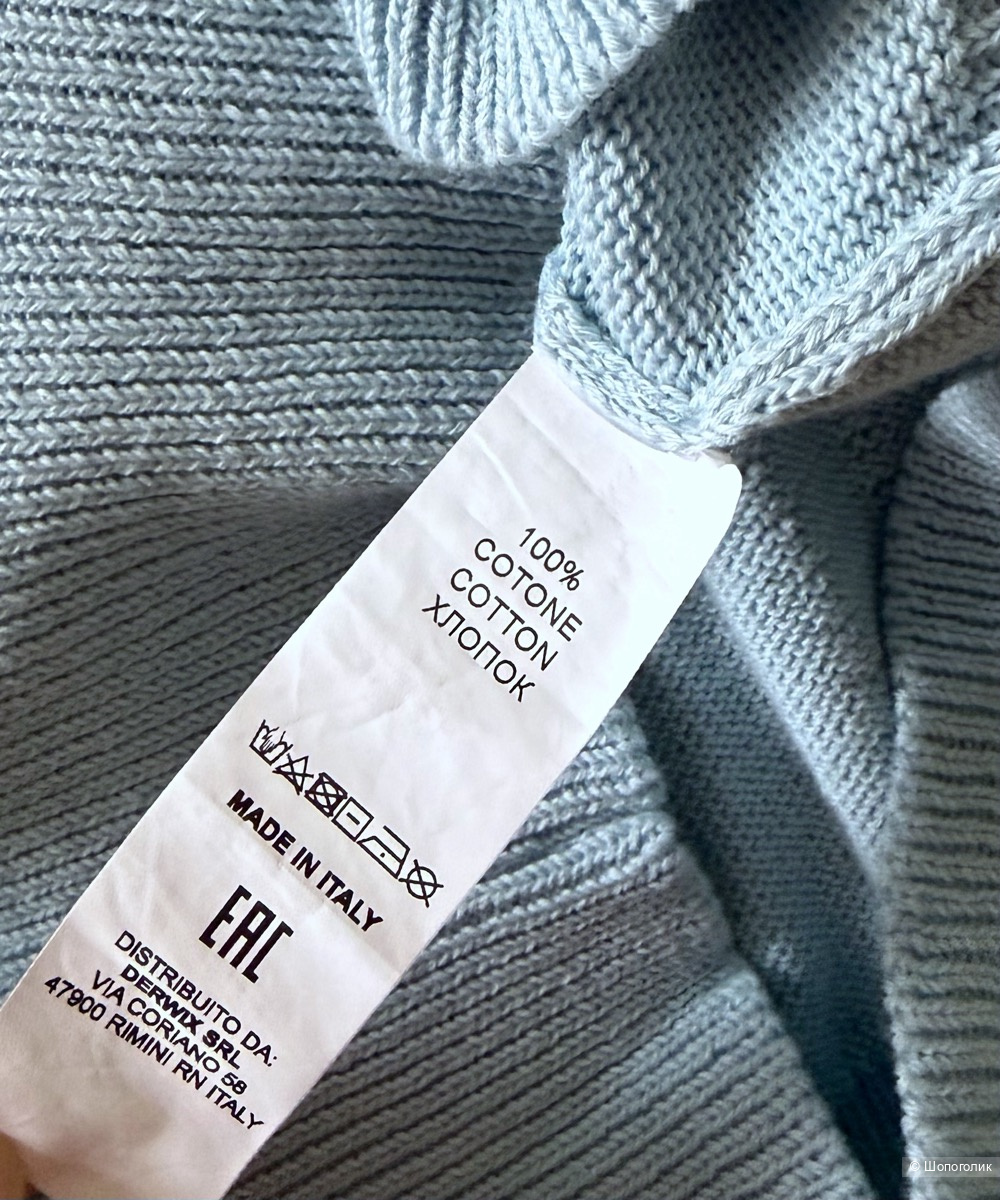 100%
COTONE
COTTON
ХЛОПОК
MADE IN ITALY
EAC
DISTRIBUITO DA:
DERWIX SRL
VIA CORIANO 58
47900 RIMINI RN ITALY
© Шопоголик